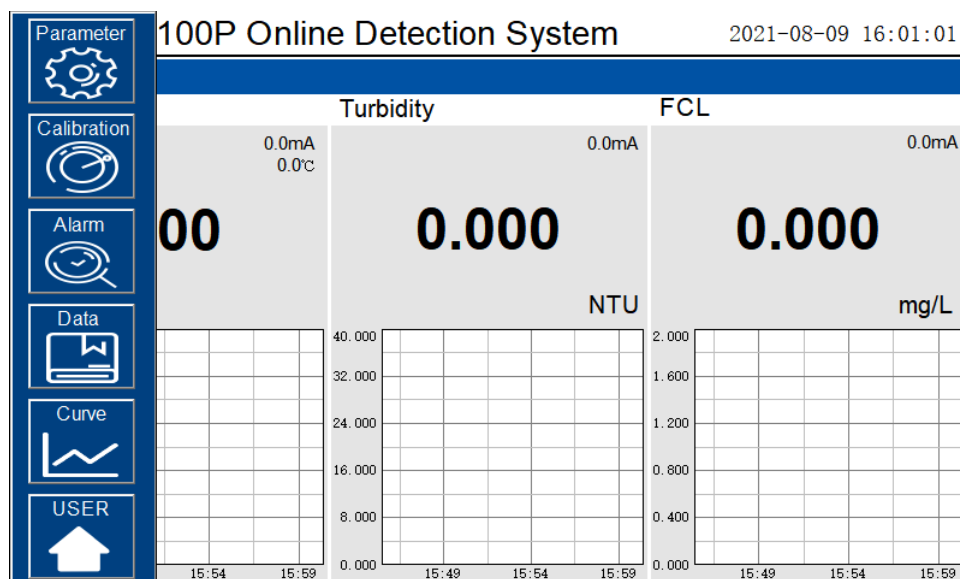 Parameter
Calibration
Alarm
Data
Curve
USER
100P Online Detection System
2021-08-09 16:01:01
Turbidity
FCL
0.0mA
0.0℃
00
0.0mA
0.000
NTU
0.0mA
0.000
mg/L
15:54 15:59
40.000
32.000
24.000
16.000
8.000
0.000
15:49 15:54 15:59
2.000
1.600
1.200
0.800
0.400
0.000
15:49 15:54 15:59